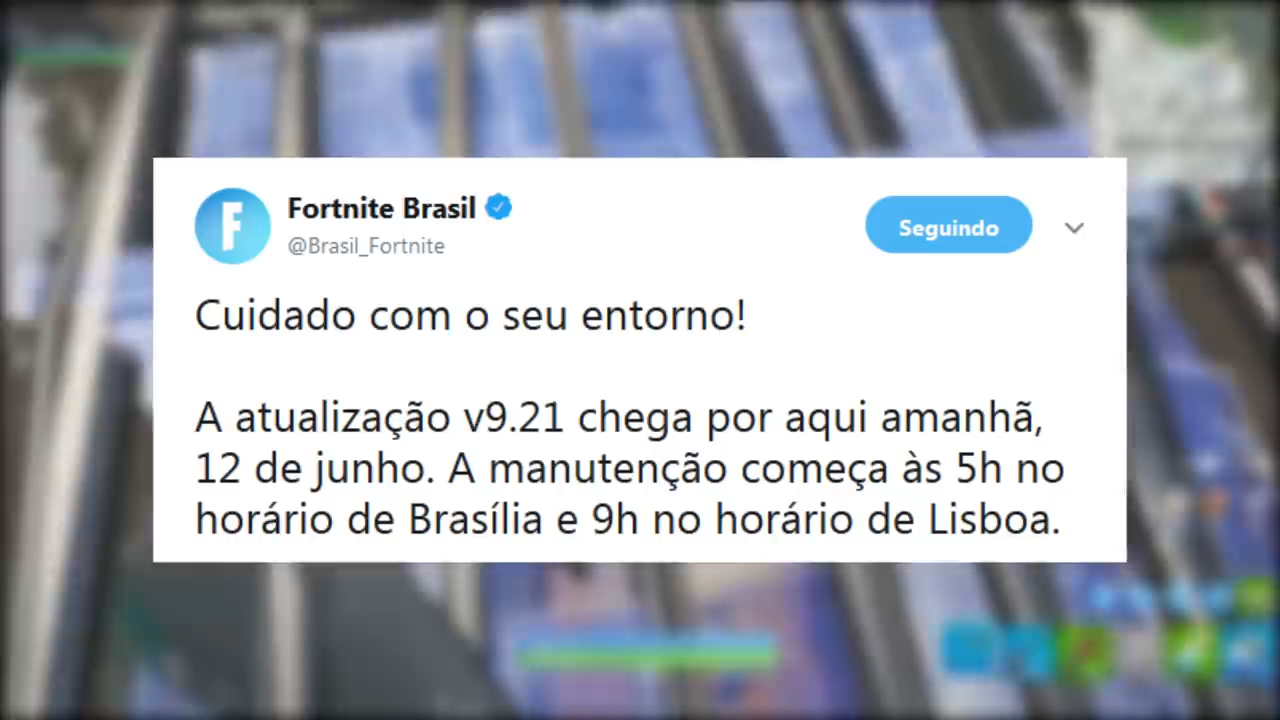 F
Fortnite Brasil
@Brasil_Fortnite
Seguindo
Cuidado com o seu entorno!
A atualização v9.21 chega por aqui amanhã,
12 de junho. A manutenção começa às 5h no
horário de Brasília e 9h no horário de Lisboa.